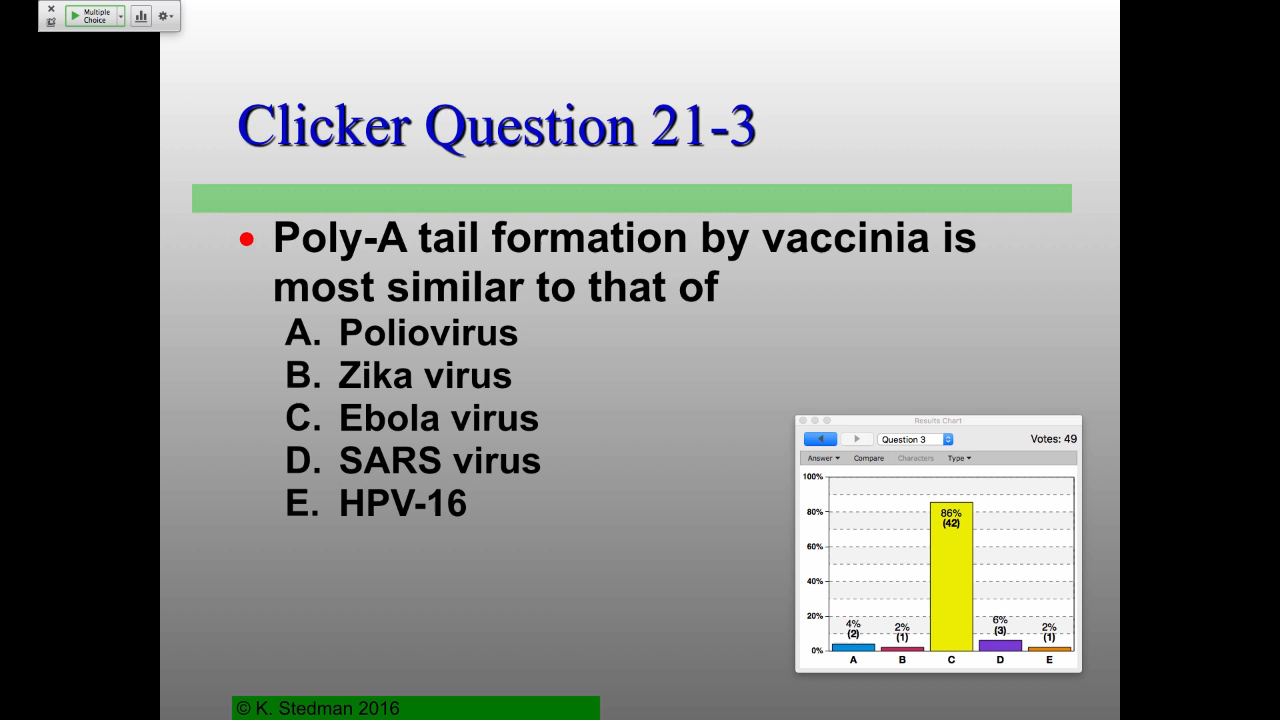 Multiple
Choice
Clicker Question 21-3
• Poly-A tail formation by vaccinia is
most similar to that of
A. Poliovirus
B. Zika virus
C. Ebola virus
D. SARS virus
E. HPV-16
Results Chart
Question 3
Votes: 49
Answer Compare Characters Type
100%
80%
60%
40%
20%
0%
4%
(2)
2%
(1)
86%
(42)
6%
(3)
2%
(1)
A B C D E
© K. Stedman 2016